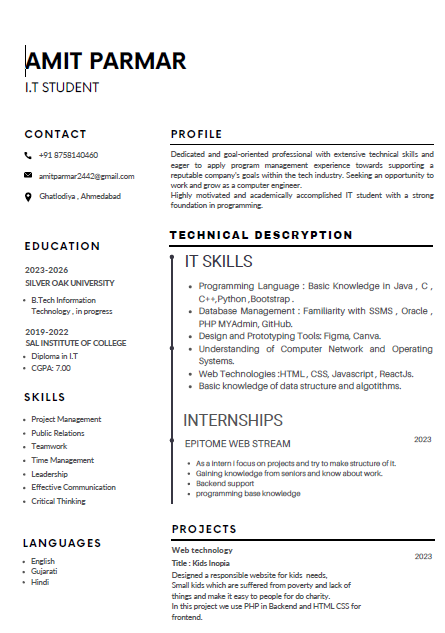 AMIT PARMAR
I.T STUDENT
CONTACT
+91 8758140460
amitparmar2442@gmail.com
Ghatlodiya , Ahmedabad
EDUCATION
2023-2026
SILVER OAK UNIVERSITY
B.Tech Information
Technology , in progress
2019-2022
SAL INSTITUTE OF COLLEGE
Diploma in I.T
CGPA: 7.00
SKILLS
Project Management
Public Relations
Teamwork
Time Management
Leadership
Effective Communication
Critical Thinking
LANGUAGES
English
Gujarati
Hindi
PROFILE
Dedicated and goal-oriented professional with extensive technical skills and
eager to apply program management experience towards supporting a
reputable company's goals within the tech industry. Seeking an opportunity to
work and grow as a computer engineer.
Highly motivated and academically accomplished IT student with a strong
foundation in programming.
TECHNICAL DESCRYPTION
IT SKILLS
Programming Language : Basic Knowledge in Java , C ,
C++,Python ,Bootstrap .
Database Management : Familiarity with SSMS , Oracle ,
PHP MYAdmin, GitHub.
Design and Prototyping Tools: Figma, Canva.
Understanding of Computer Network and Operating
Systems.
Web Technologies :HTML , CSS, Javascript , ReactJs.
Basic knowledge of data structure and algotithms.
INTERNSHIPS
EPITOME WEB STREAM
2023
As a intern i focus on projects and try to make structure of it.
Gaining knowledge from seniors and know about work.
Backend support
programming base knowledge
PROJECTS
Web technology
2023
Title : Kids Inopia
Designed a responsible website for kids needs,
Small kids which are suffered from poverty and lack of
things and make it easy to people for do charity.
In this project we use PHP in Backend and HTML CSS for
frontend.